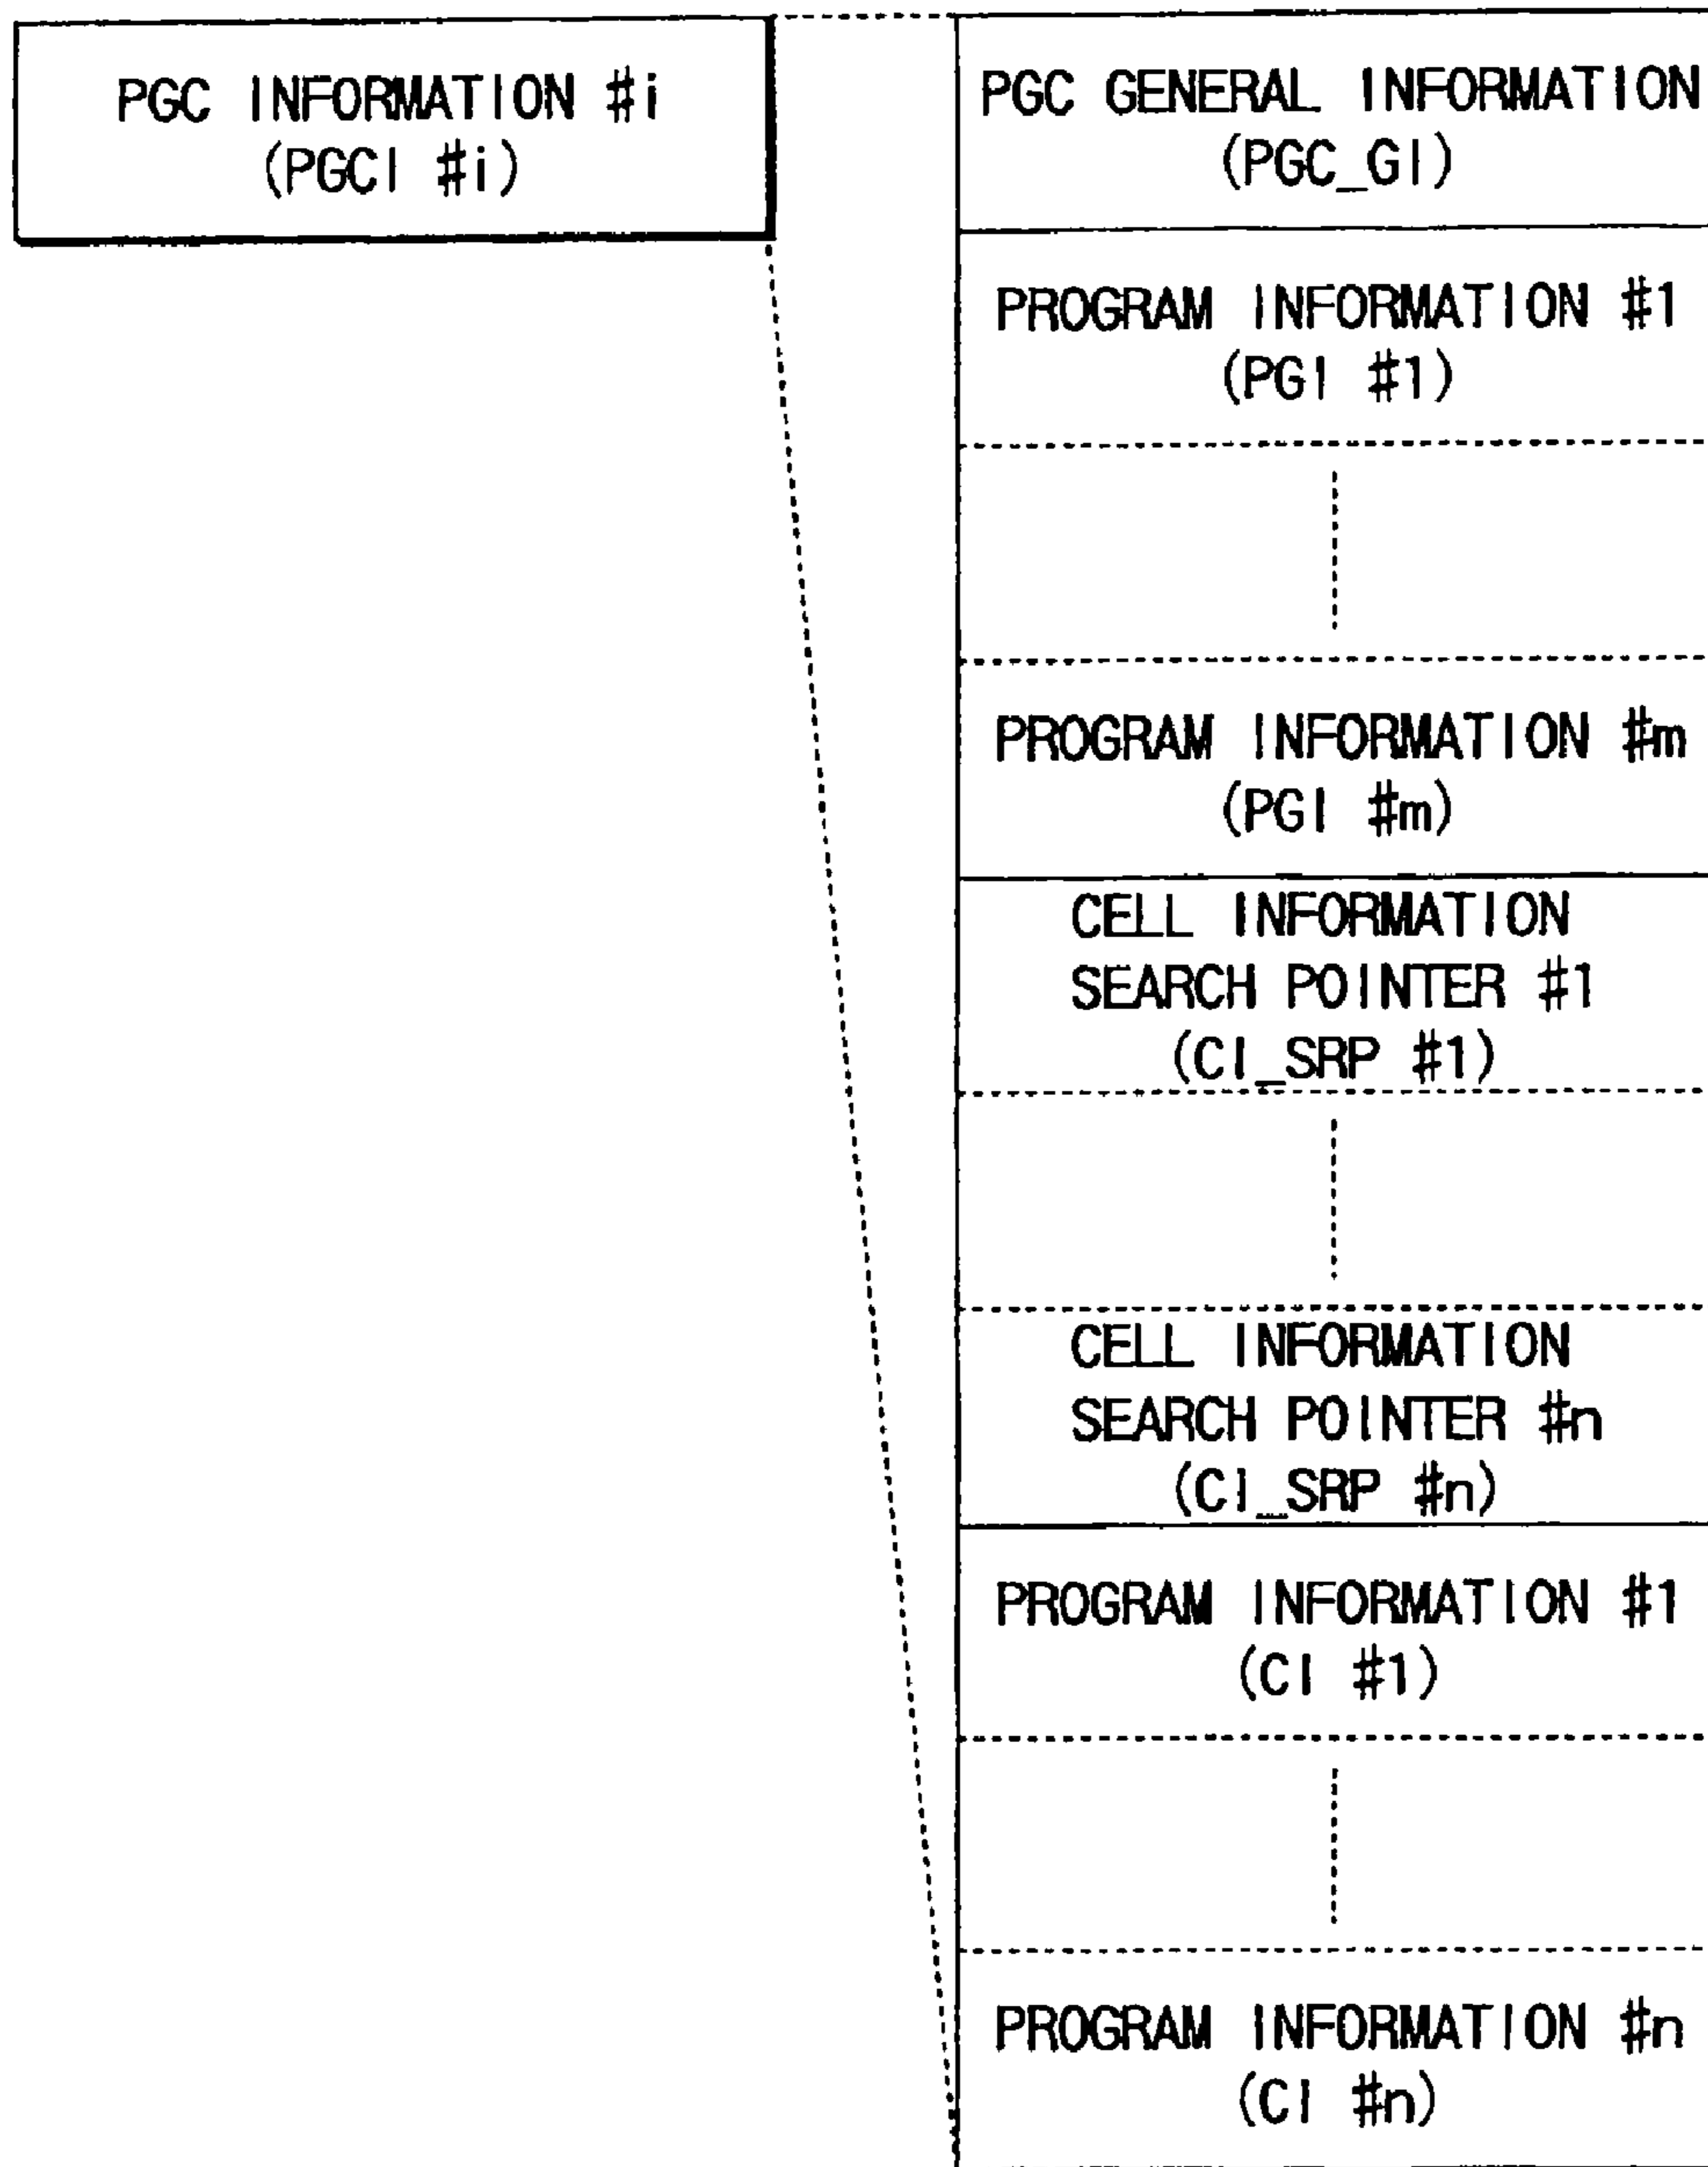 PGC INFORMATION #i
(PGCI #i)
PGC GENERAL INFORMATION
(PGC_GI)
PROGRAM INFORMATION #1
(PGI #1)
PROGRAM INFORMATION #m
(PGI #m)
CELL INFORMATION
SEARCH POINTER #1
(CI_SRP #1)
CELL INFORMATION
SEARCH POINTER #n
(CI_SRP #n)
PROGRAM INFORMATION #1
(CI #1)
PROGRAM INFORMATION #n
(CI #n)